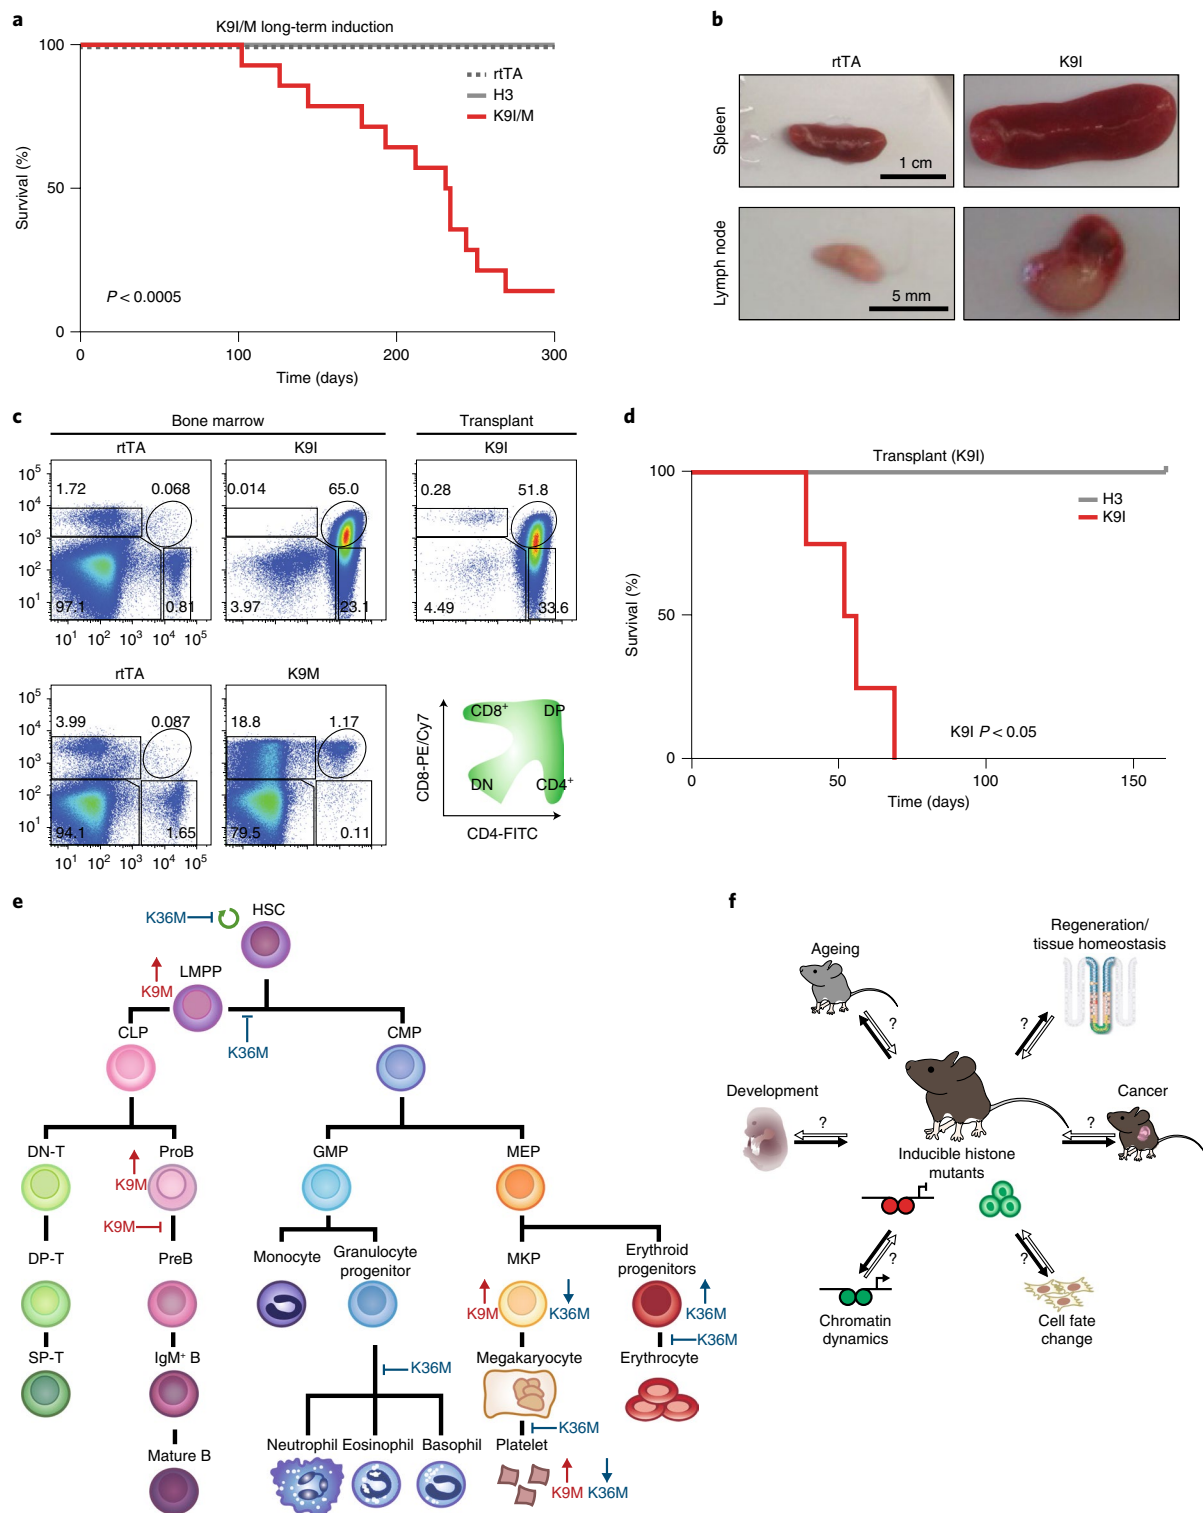 a
K9I/M long-term induction
100
50
0
Survival (%)
rtTA
H3
K9I/M
P < 0.0005
0 100 200 300
Time (days)
b
rtTA K9I
Spleen
1 cm
Lymph node
5 mm
c
Bone marrow Transplant
rtTA K9I K9I
10⁵
10⁴
10³
10²
10¹
1.72 0.068
97.1 0.81
0.014 65.0
3.97 23.1
0.28 51.8
4.49 33.6
10¹ 10² 10³ 10⁴ 10⁵
rtTA K9M
10⁵
10⁴
10³
10²
10¹
3.99 0.087
94.1 1.65
18.8 1.17
79.5 0.11
10¹ 10² 10³ 10⁴ 10⁵
CD8-PE/Cy7
CD8⁺ DP
DN CD4⁺
CD4-FITC
d
Transplant (K9I)
100
50
0
Survival (%)
H3
K9I
K9I P < 0.05
0 50 100 150
Time (days)
e
HSC
K36M
LMPP
K9M
K36M
CLP CMP
DN-T ProB GMP MEP
K9M
K9M
DP-T PreB Monocyte Granulocyte
progenitor
MKP Erythroid
progenitors
K9M K36M K36M
K36M
SP-T IgM⁺ B Megakaryocyte Erythrocyte
K36M
K36M
Mature B Neutrophil Eosinophil Basophil Platelet
K9M K36M
f
Ageing
Regeneration/
tissue homeostasis
?
?
Development
?
Cancer
?
Inducible histone
mutants
?
?
Chromatin
dynamics
Cell fate
change